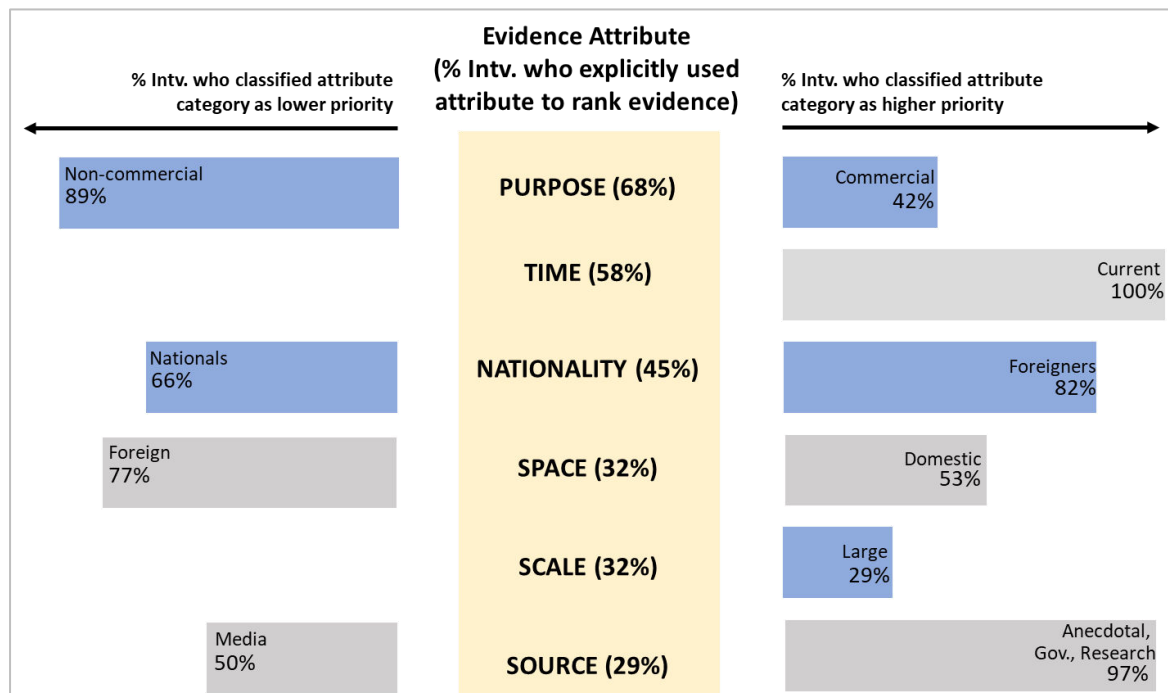 Evidence Attribute
(% Intv. who explicitly used
attribute to rank evidence)
% Intv. who classified attribute
category as lower priority
% Intv. who classified attribute
category as higher priority
Non-commercial
89%
PURPOSE (68%)
Commercial
42%
TIME (58%)
Current
100%
Nationals
66%
NATIONALITY (45%)
Foreigners
82%
Foreign
77%
SPACE (32%)
Domestic
53%
SCALE (32%)
Large
29%
Media
50%
SOURCE (29%)
Anecdotal,
Gov., Research
97%